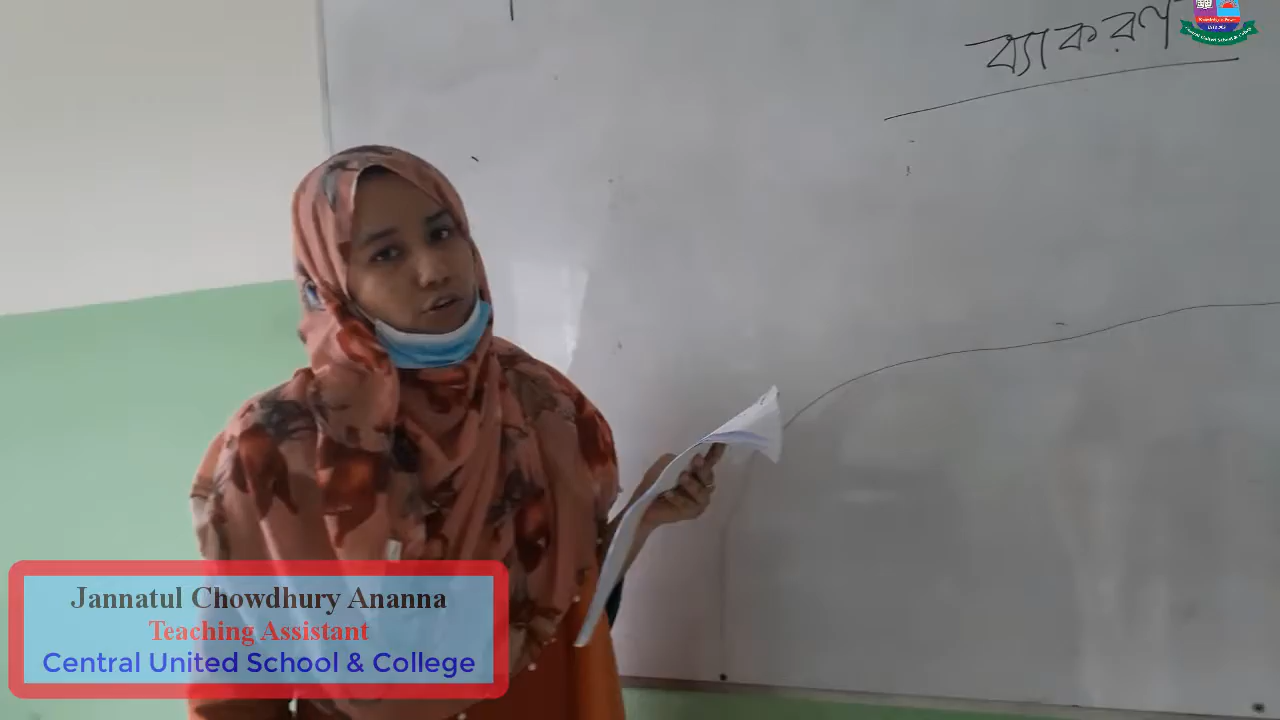 ব্যাকরণ
Jannatul Chowdhury Ananna
Teaching Assistant
Central United School & College